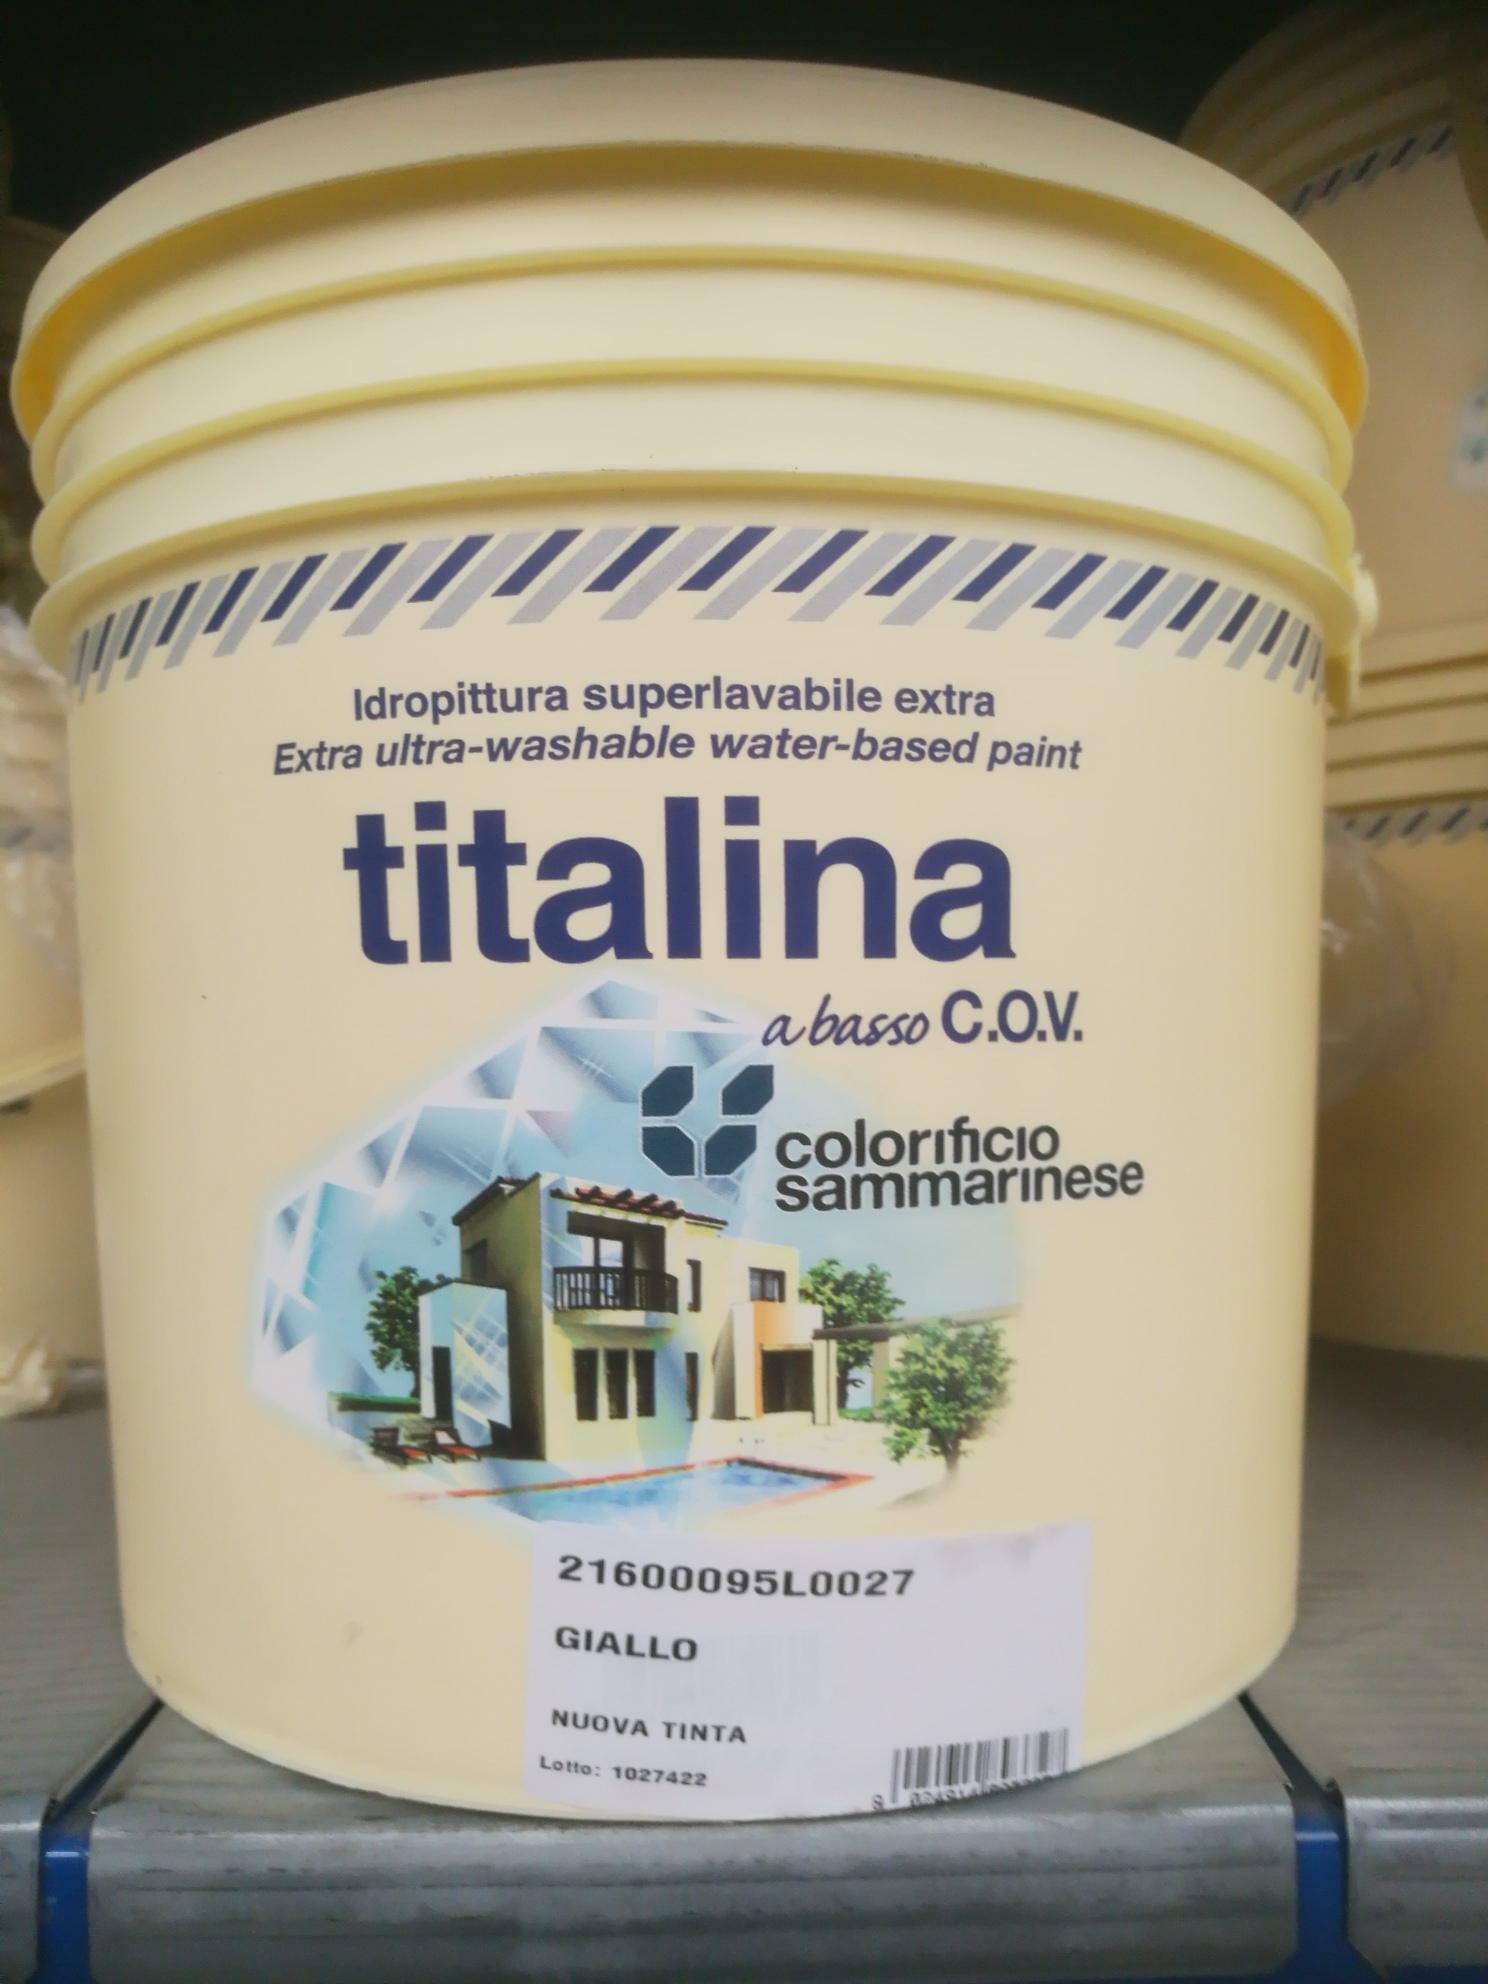 Idropittura superlavabile extra
Extra ultra-washable water-based paint
titalina
a basso C.O.V.
colorificio
sammarinese
21600095L0027
GIALLO
NUOVA TINTA
Lotto: 1027422